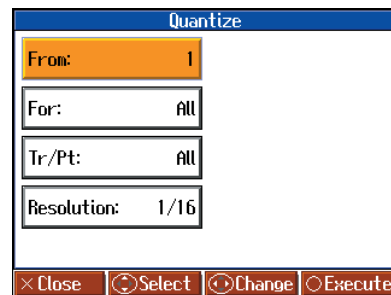 Quantize
From: 1
For: All
Tr/Pt: All
Resolution: 1/16
×Close Select Change Execute